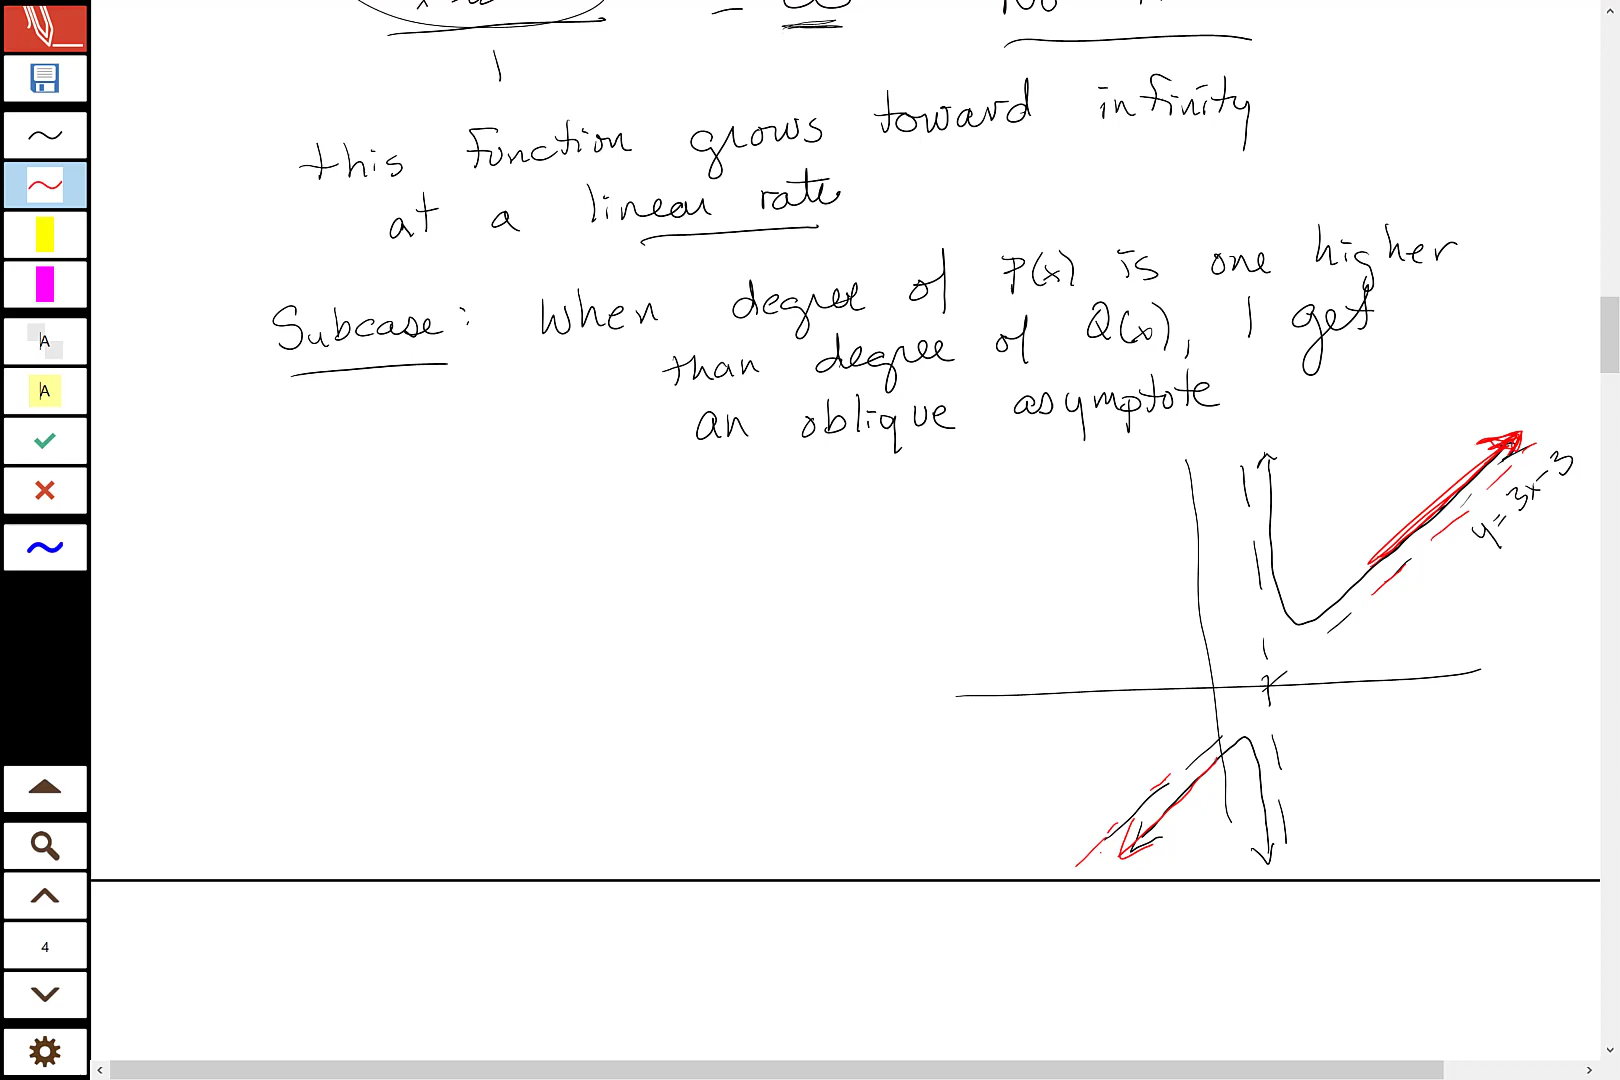 this function grows toward infinity
at a linear rate
Subcase: When degree of P(x) is one higher
than degree of Q(x), I get
an oblique asymptote
y = 3x-3
A
A
4